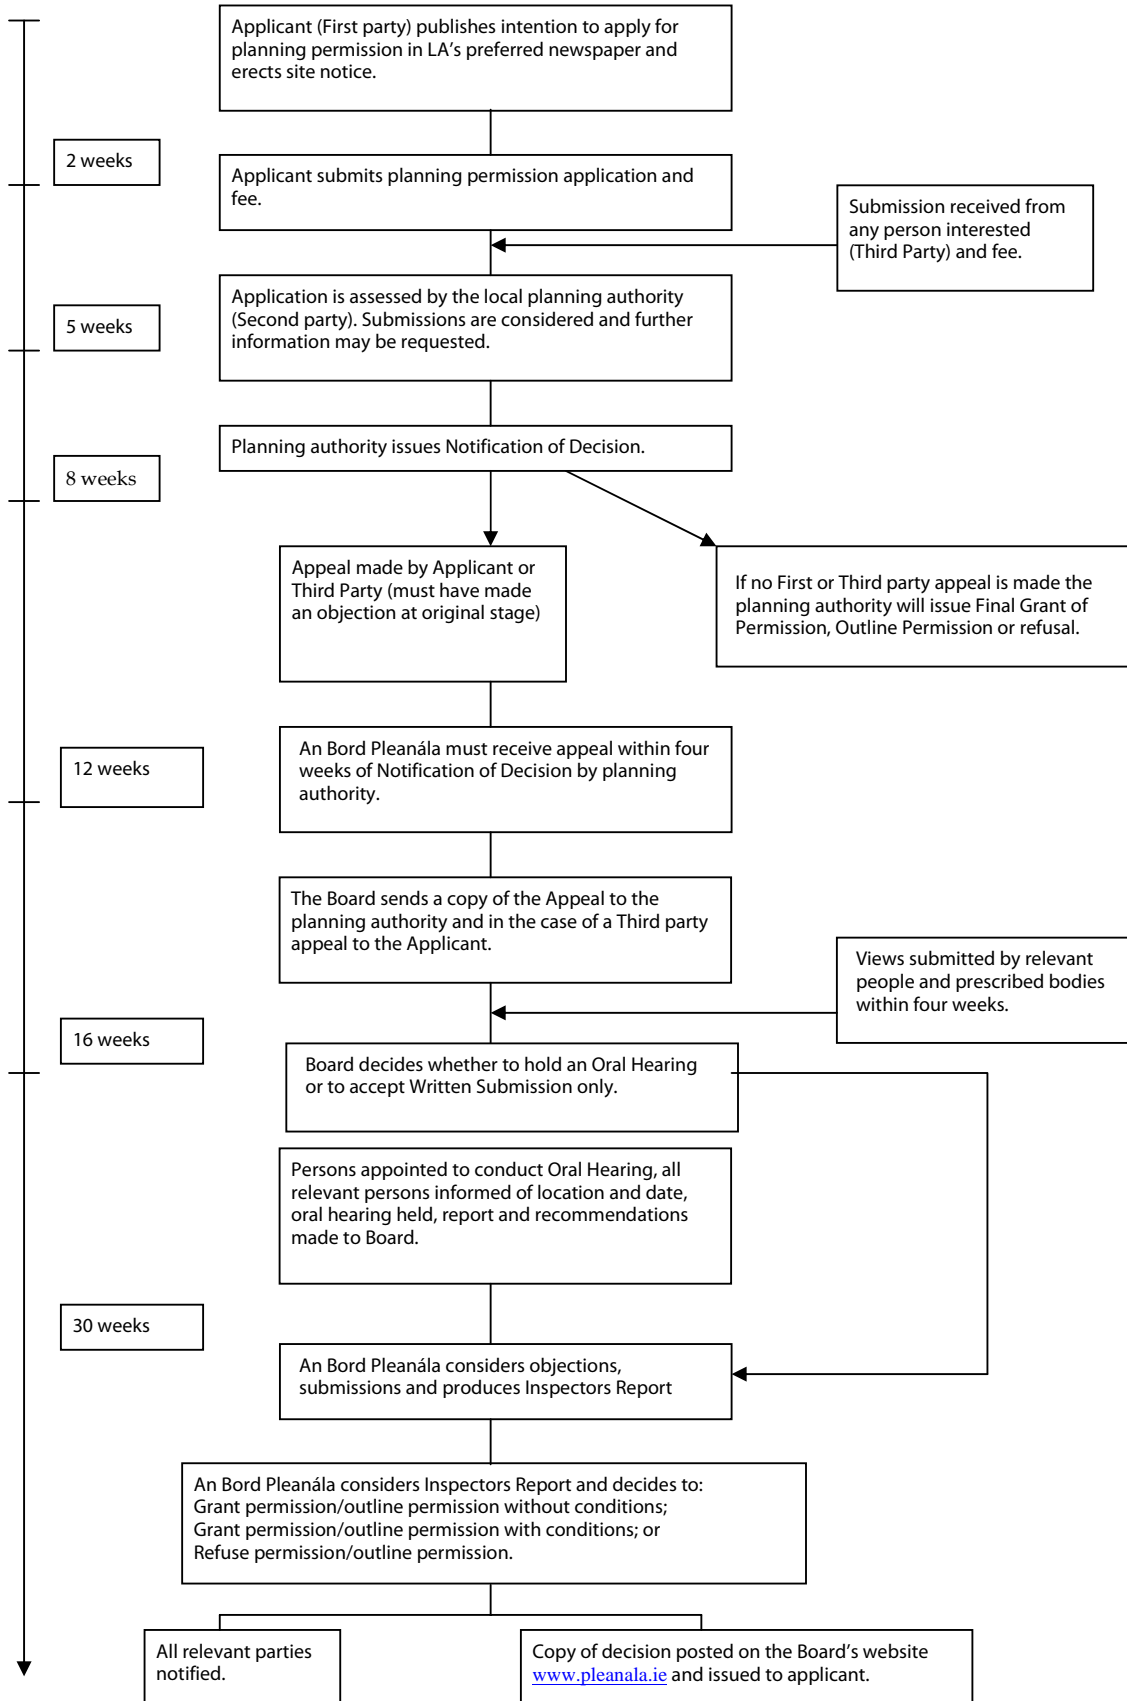 Applicant (First party) publishes intention to apply for
planning permission in LA's preferred newspaper and
erects site notice.
2 weeks
Applicant submits planning permission application and
fee.
Submission received from
any person interested
(Third Party) and fee.
5 weeks
Application is assessed by the local planning authority
(Second party). Submissions are considered and further
information may be requested.
8 weeks
Planning authority issues Notification of Decision.
Appeal made by Applicant or
Third Party (must have made
an objection at original stage)
If no First or Third party appeal is made the
planning authority will issue Final Grant of
Permission, Outline Permission or refusal.
12 weeks
An Bord Pleanála must receive appeal within four
weeks of Notification of Decision by planning
authority.
The Board sends a copy of the Appeal to the
planning authority and in the case of a Third party
appeal to the Applicant.
Views submitted by relevant
people and prescribed bodies
within four weeks.
16 weeks
Board decides whether to hold an Oral Hearing
or to accept Written Submission only.
Persons appointed to conduct Oral Hearing, all
relevant persons informed of location and date,
oral hearing held, report and recommendations
made to Board.
30 weeks
An Bord Pleanála considers objections,
submissions and produces Inspectors Report
An Bord Pleanála considers Inspectors Report and decides to:
Grant permission/outline permission without conditions;
Grant permission/outline permission with conditions; or
Refuse permission/outline permission.
All relevant parties
notified.
Copy of decision posted on the Board's website
www.pleanala.ie and issued to applicant.